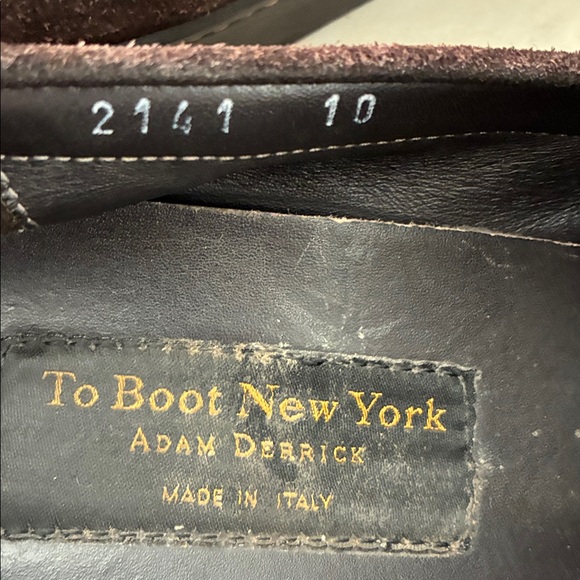 2141 10
To Boot New York
ADAM DERRICK
MADE IN ITALY